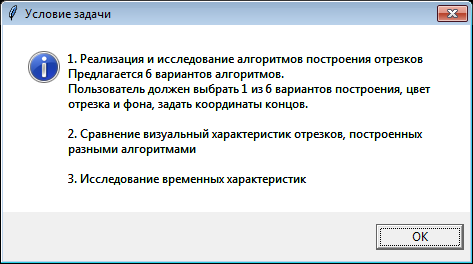 Условие задачи
1. Реализация и исследование алгоритмов построения отрезков
Предлагается 6 вариантов алгоритмов.
Пользователь должен выбрать 1 из 6 вариантов построения, цвет
отрезка и фона, задать координаты концов.
2. Сравнение визуальный характеристик отрезков, построенных
разными алгоритмами
3. Исследование временных характеристик
OK